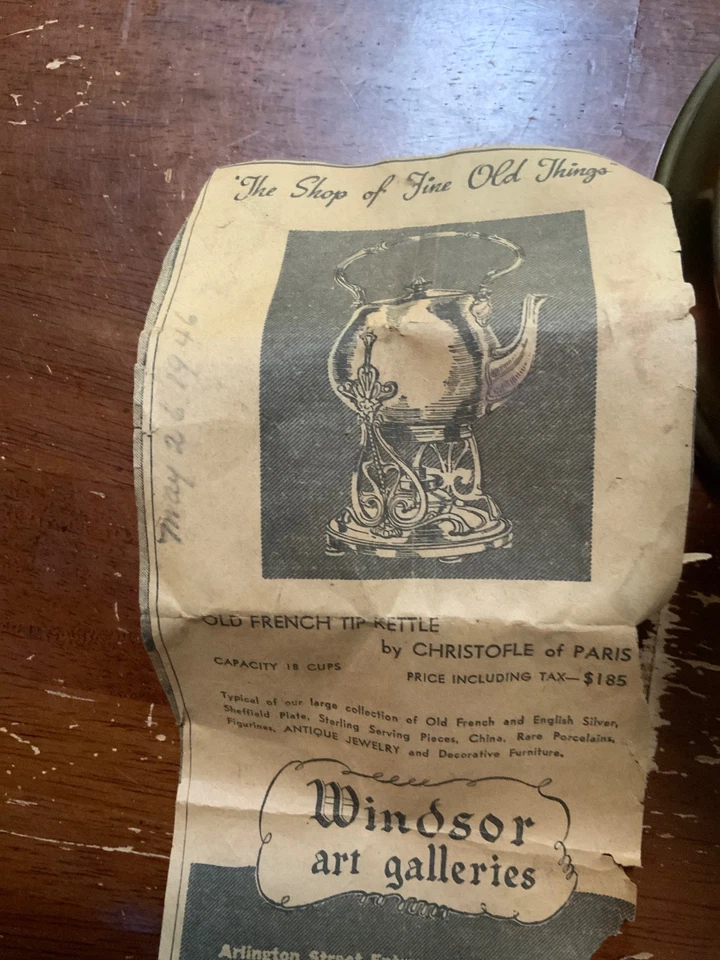 "The Shop of Fine Old Things"
May 26 1946
OLD FRENCH TIP KETTLE
by CHRISTOFLE of PARIS
CAPACITY 18 CUPS
PRICE INCLUDING TAX—$185
Typical of our large collection of Old French and English Silver,
Sheffield Plate, Sterling Serving Pieces, China, Rare Porcelains,
Figurines, ANTIQUE JEWELRY and Decorative Furniture.
Windsor
art galleries
Arlington Street